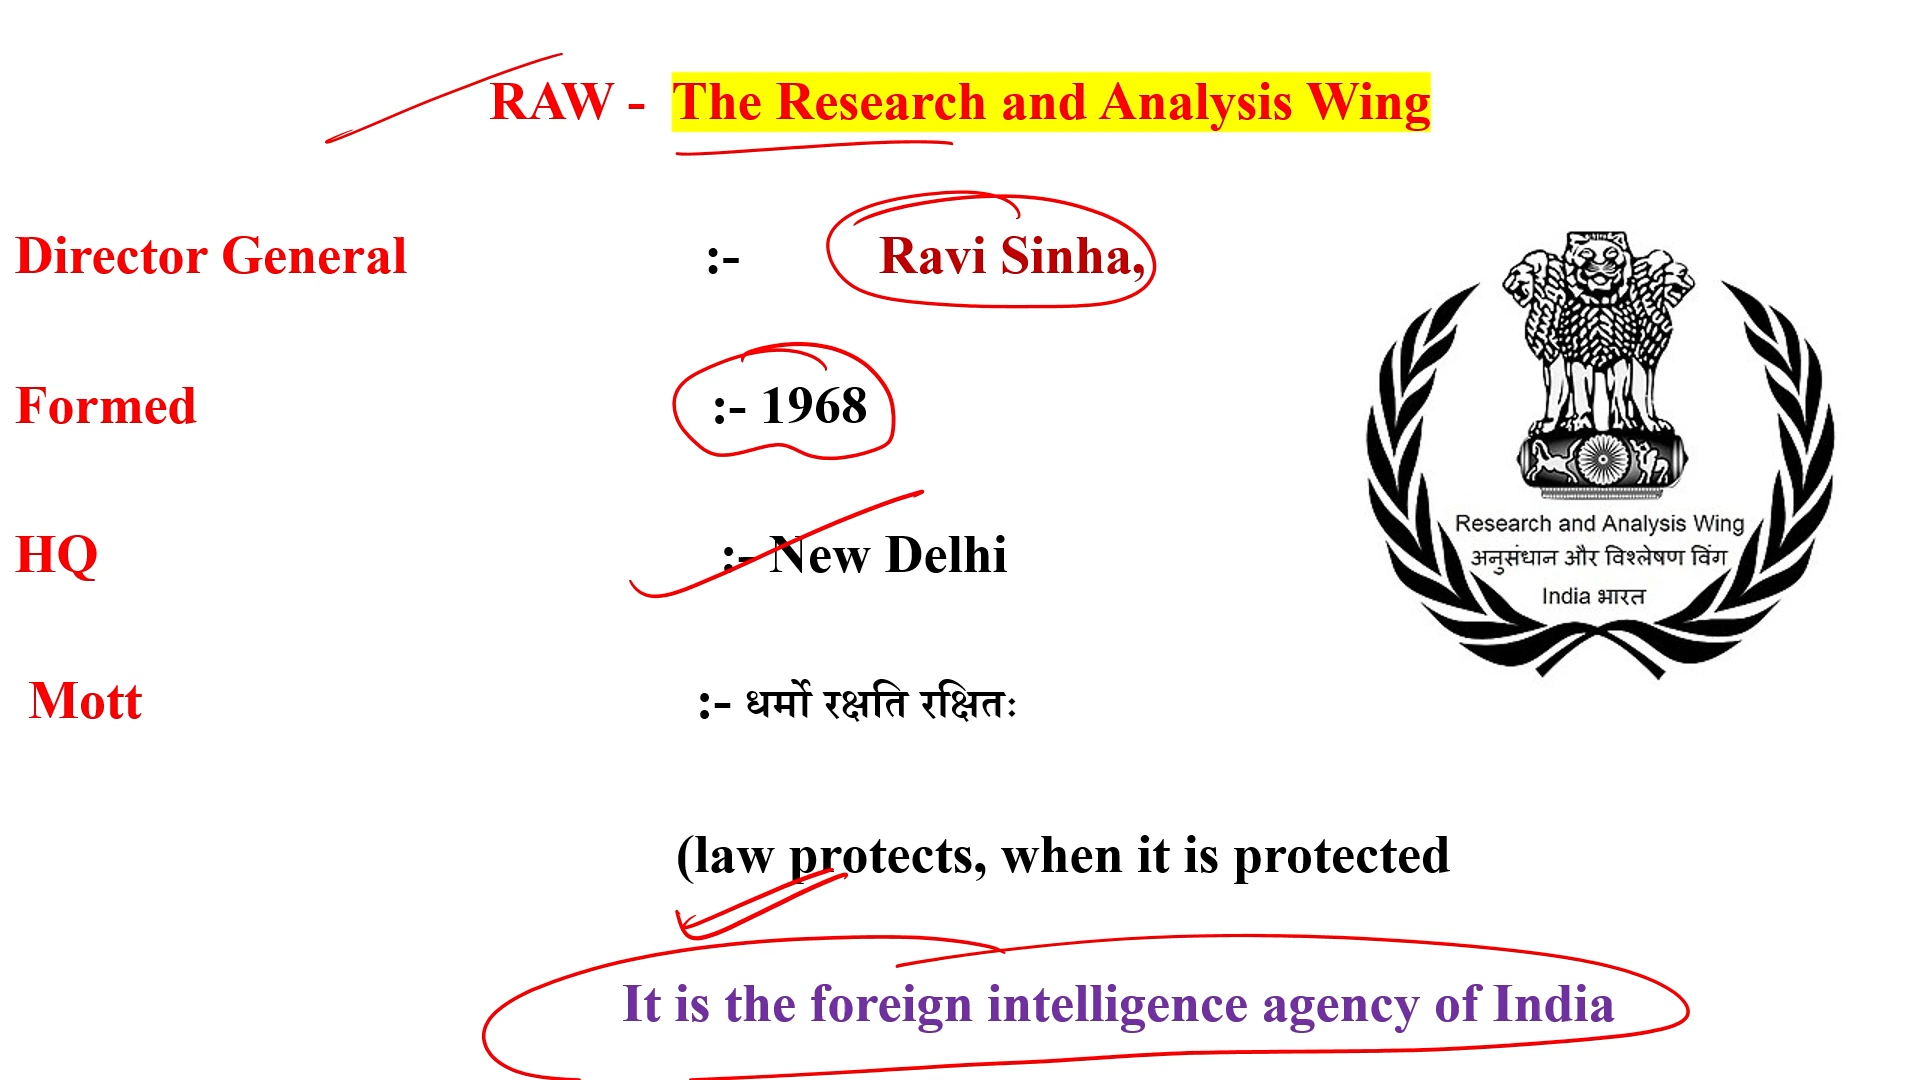 RAW - The Research and Analysis Wing
Director General :- Ravi Sinha,
Formed :- 1968
HQ :- New Delhi
Mott :- धर्मो रक्षति रक्षितः
(law protects, when it is protected
It is the foreign intelligence agency of India
Research and Analysis Wing
अनुसंधान और विश्लेषण विंग
India भारत